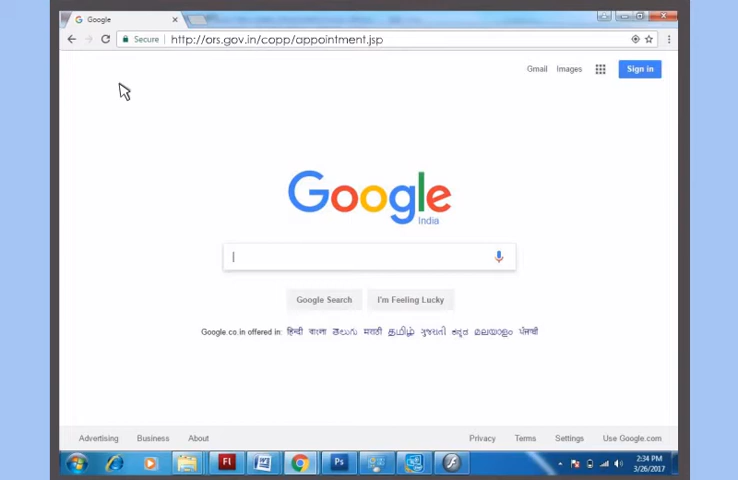 Google
Secure http://ors.gov.in/copp/appointment.jsp
Gmail Images Sign in
Google
India
Google Search I'm Feeling Lucky
Google.co.in offered in: हिन्दी বাংলা తెలుగు मराठी தமிழ் ગુજરાતી ಕನ್ನಡ മലയാളം ਪੰਜਾਬੀ
Advertising Business About Privacy Terms Settings Use Google.com
Fl W Ps
2:34 PM
3/26/2017